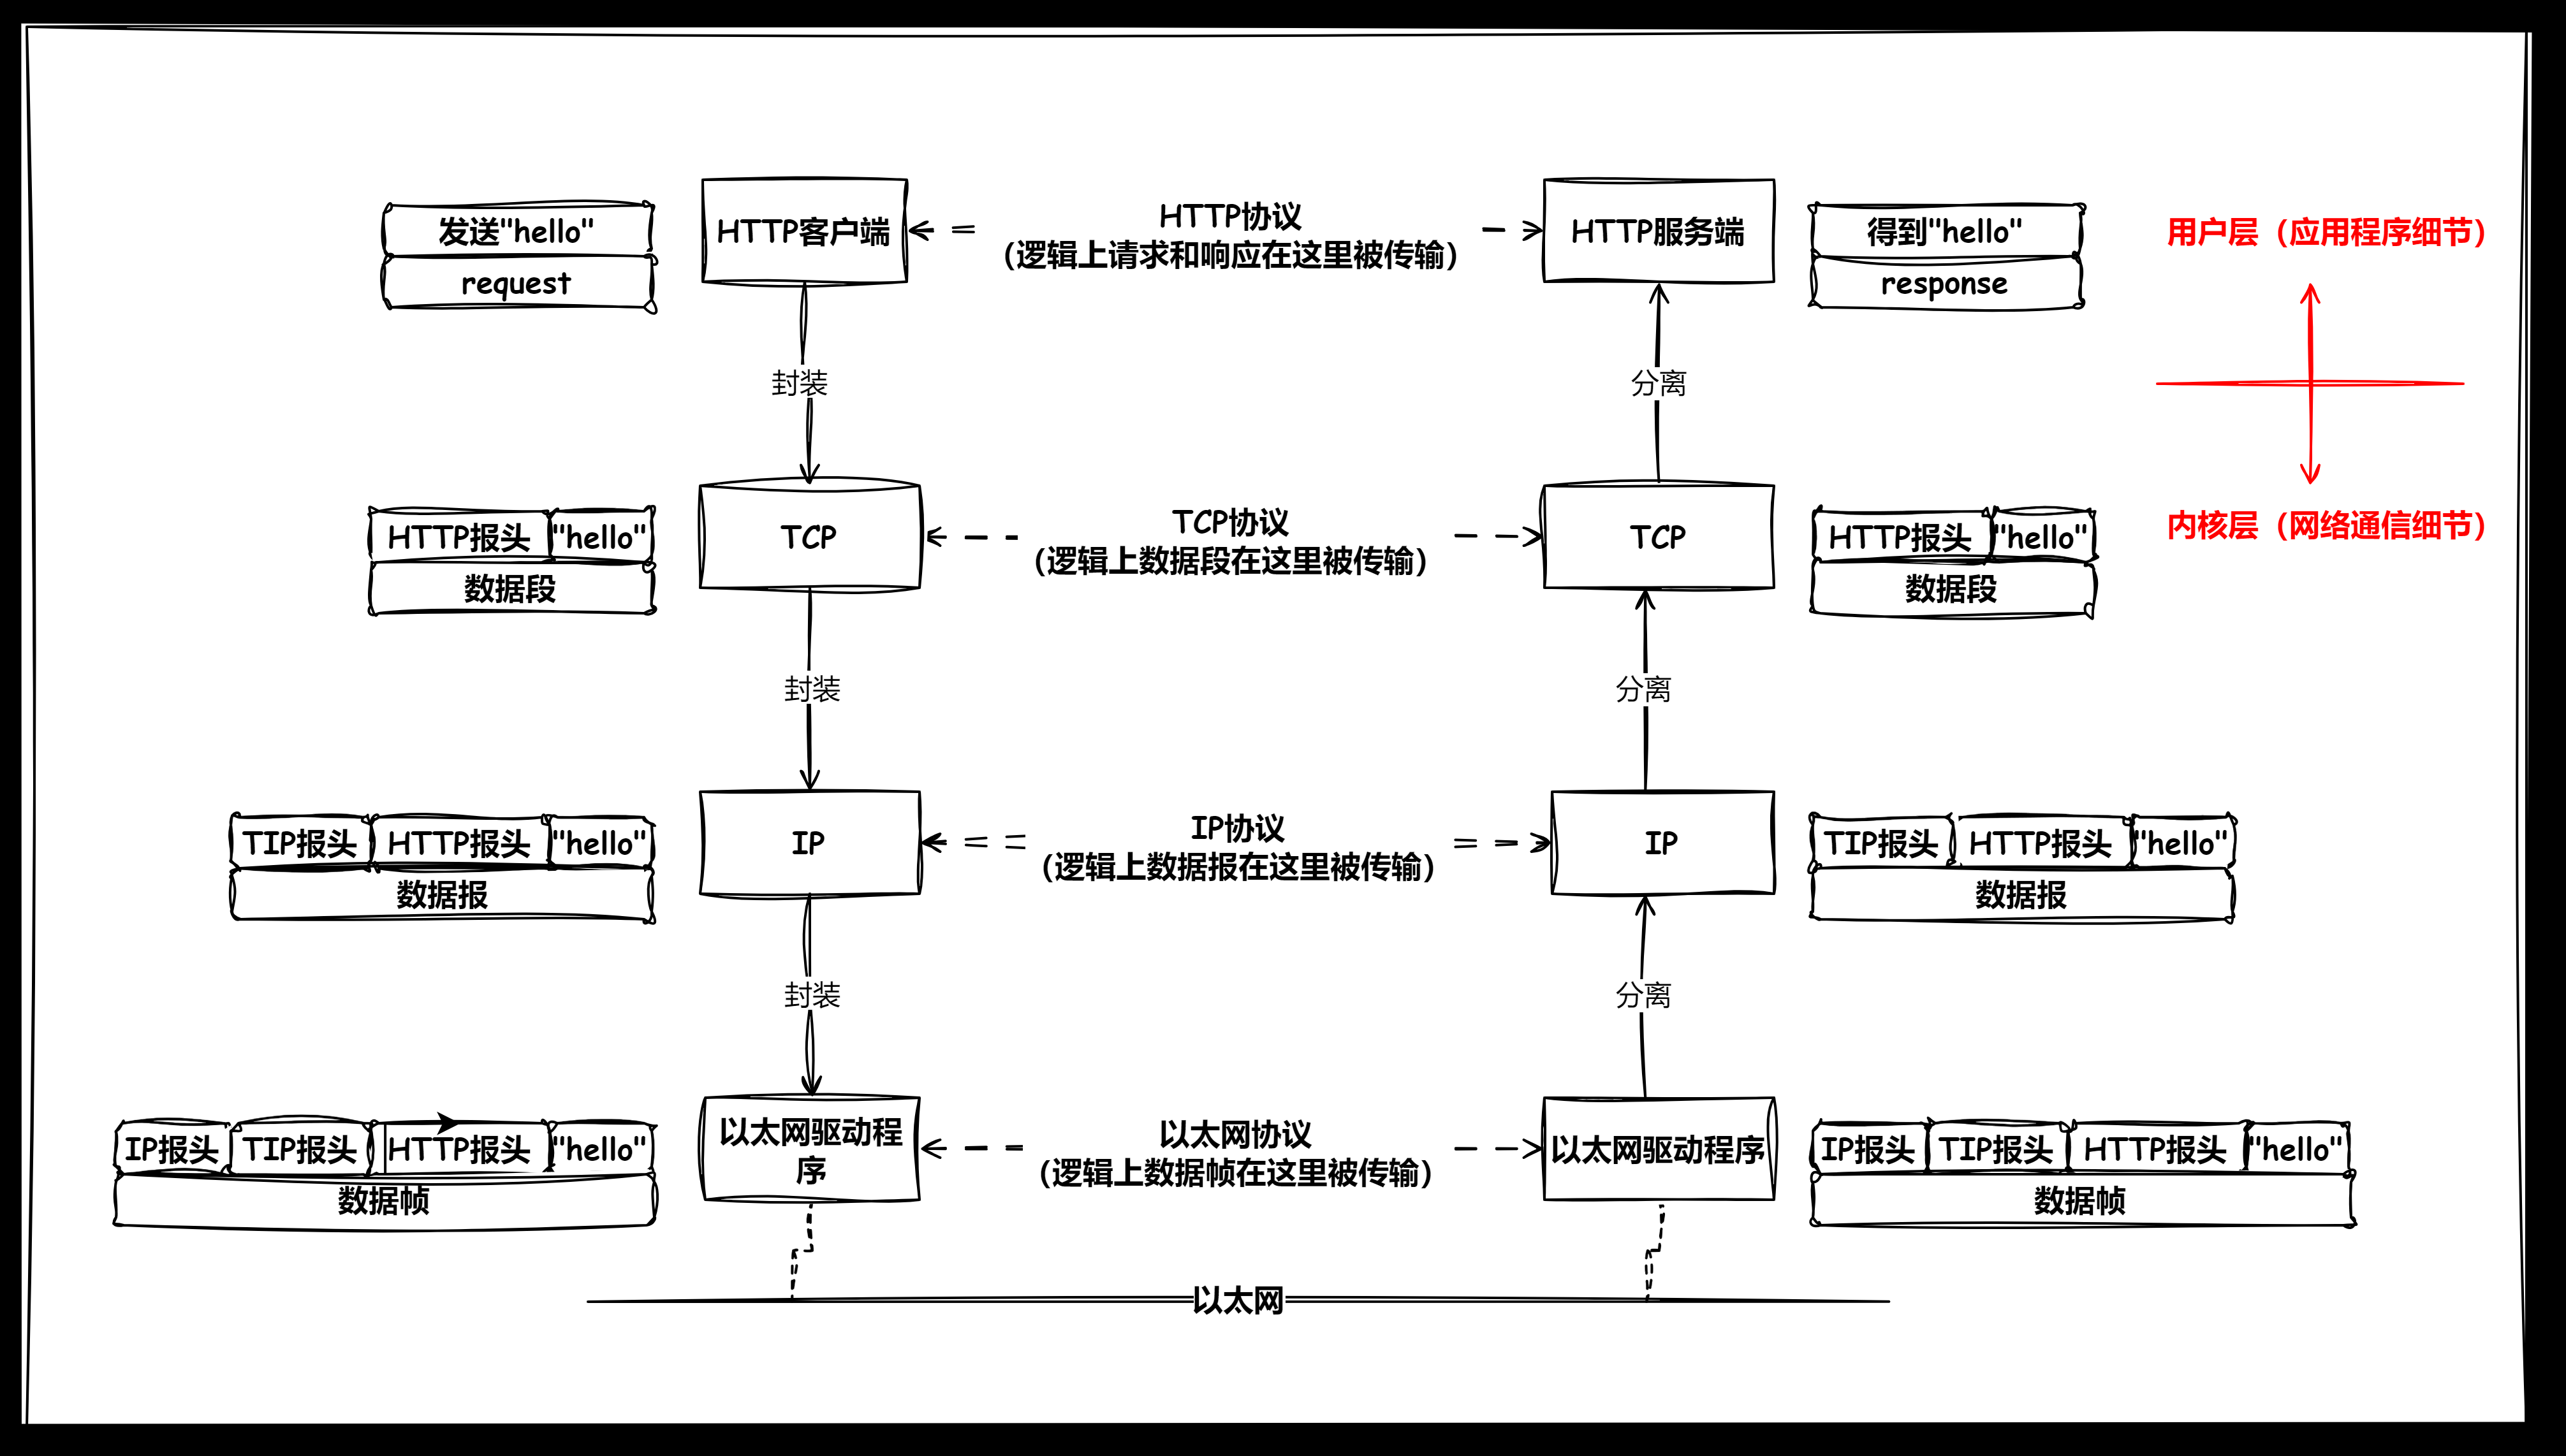 发送"hello"
request
HTTP客户端
HTTP协议
(逻辑上请求和响应在这里被传输)
HTTP服务端
得到"hello"
response
用户层（应用程序细节）
封装
分离
HTTP报头
"hello"
数据段
TCP
TCP协议
(逻辑上数据段在这里被传输)
TCP
HTTP报头
"hello"
数据段
内核层（网络通信细节）
封装
分离
TIP报头
HTTP报头
"hello"
数据报
IP
IP协议
(逻辑上数据报在这里被传输)
IP
TIP报头
HTTP报头
"hello"
数据报
封装
分离
IP报头
TIP报头
HTTP报头
"hello"
数据帧
以太网驱动程
序
以太网协议
(逻辑上数据帧在这里被传输)
以太网驱动程序
IP报头
TIP报头
HTTP报头
"hello"
数据帧
以太网